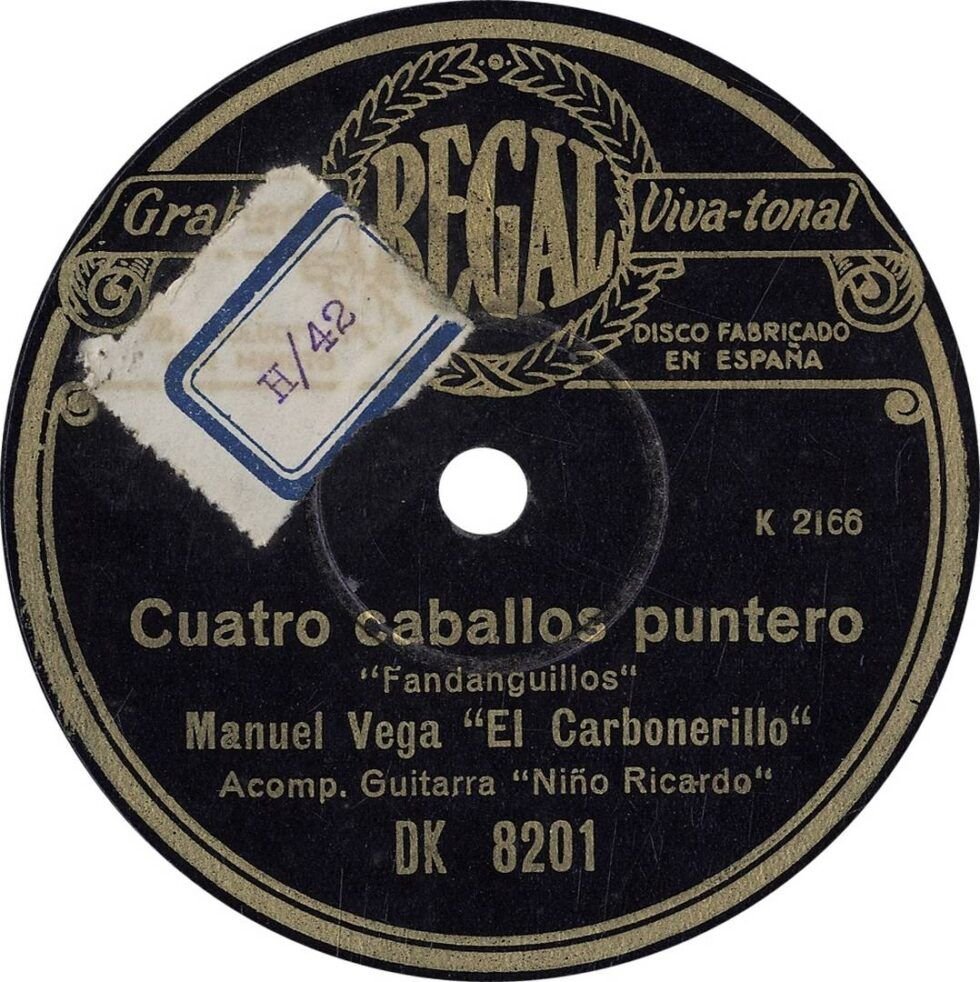 REGAL
Viva-tonal
DISCO FABRICADO
EN ESPAÑA
H/42
K 2166
Cuatro caballos puntero
“Fandanguillos“
Manuel Vega “El Carbonerillo“
Acomp. Guitarra “Niño Ricardo“
DK 8201